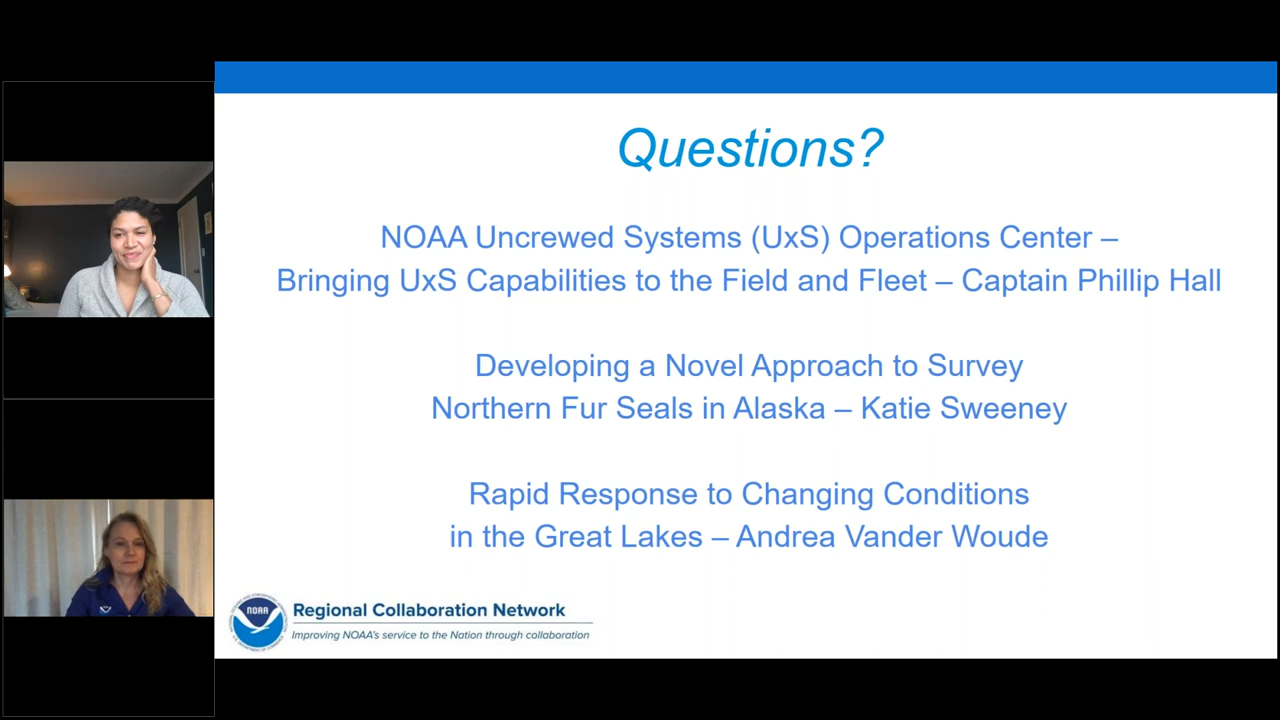 Questions?
NOAA Uncrewed Systems (UxS) Operations Center –
Bringing UxS Capabilities to the Field and Fleet – Captain Phillip Hall
Developing a Novel Approach to Survey
Northern Fur Seals in Alaska – Katie Sweeney
Rapid Response to Changing Conditions
in the Great Lakes – Andrea Vander Woude
NOAA
Regional Collaboration Network
Improving NOAA's service to the Nation through collaboration